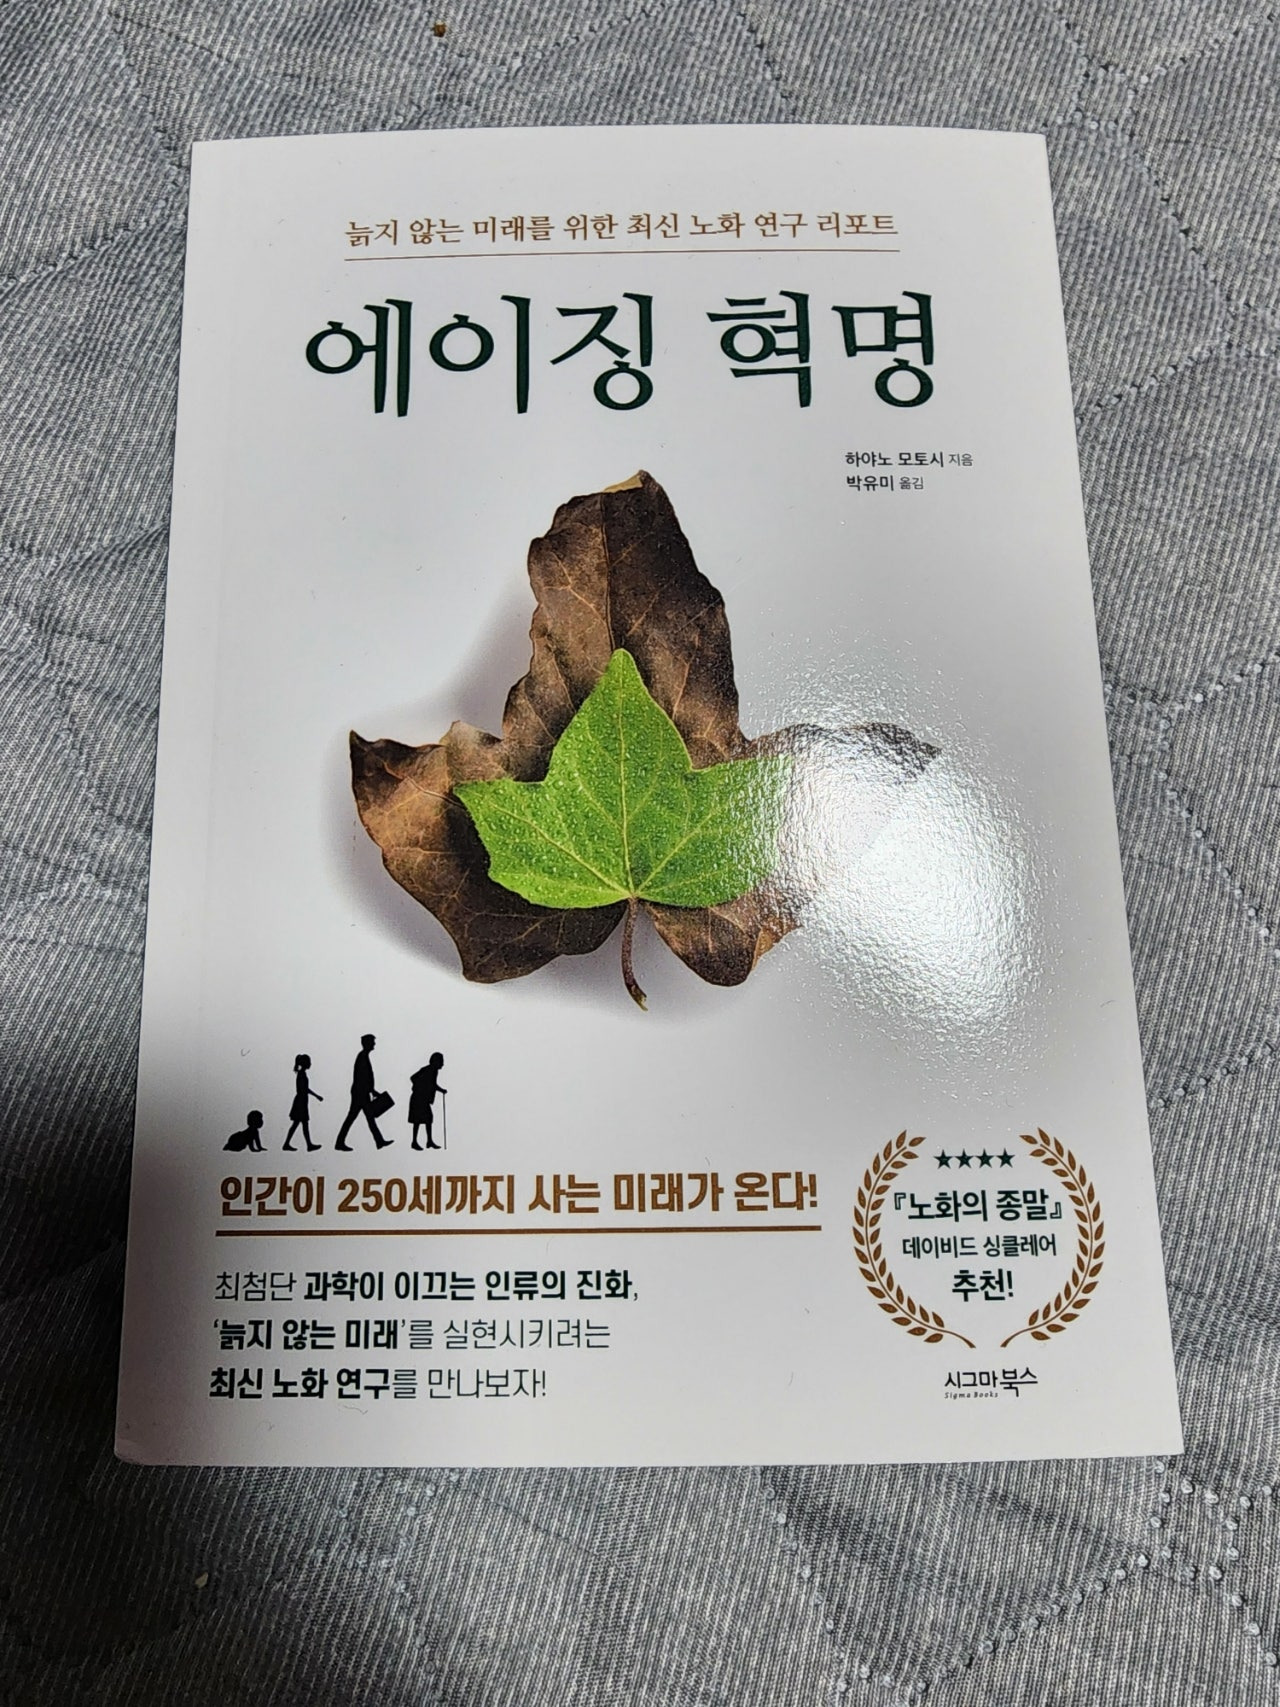 늙지 않는 미래를 위한 최신 노화 연구 리포트
에이징 혁명
하야노 모토시 지음
박유미 옮김
인간이 250세까지 사는 미래가 온다!
최첨단 과학이 이끄는 인류의 진화,
‘늙지 않는 미래’를 실현시키려는
최신 노화 연구를 만나보자!
★★★★
『노화의 종말』
데이비드 싱클레어
추천!
시그마북스
Sigma Books